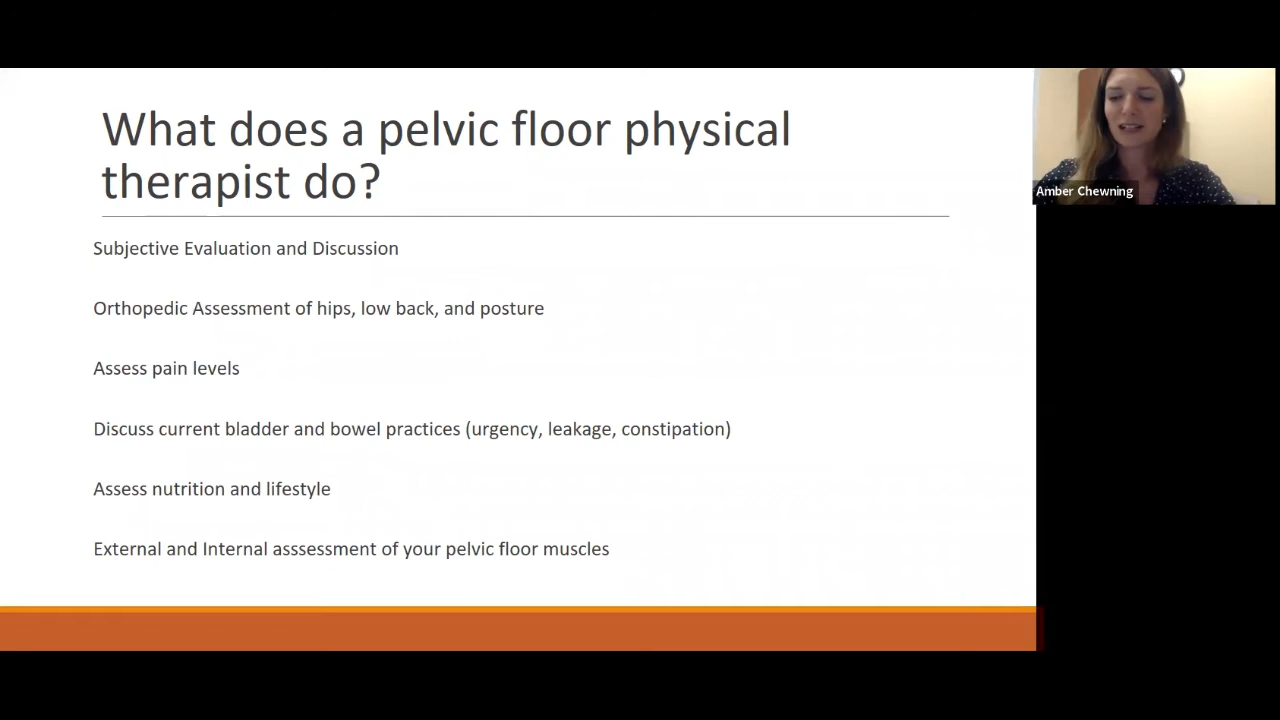 What does a pelvic floor physical
therapist do?
Subjective Evaluation and Discussion
Orthopedic Assessment of hips, low back, and posture
Assess pain levels
Discuss current bladder and bowel practices (urgency, leakage, constipation)
Assess nutrition and lifestyle
External and Internal asssessment of your pelvic floor muscles
Amber Chewning